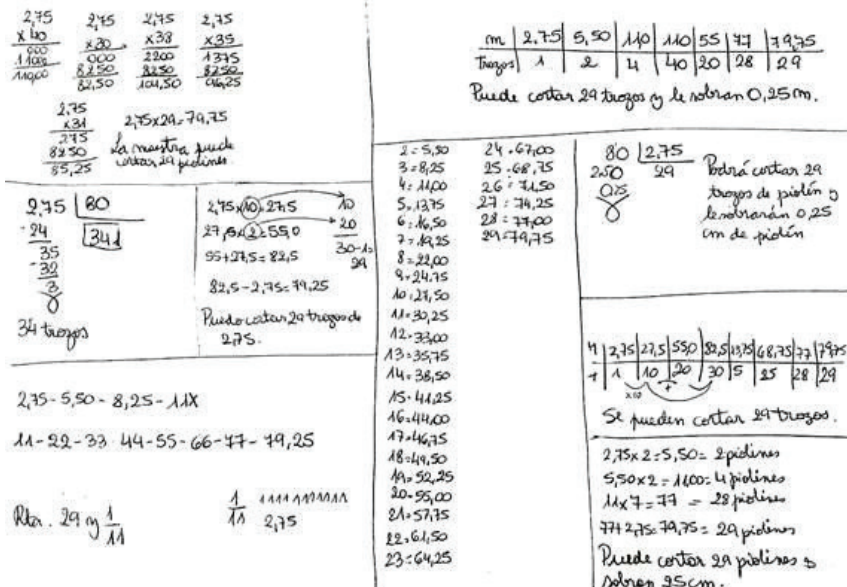 2,75
x 40
000
11000
110,00
2,75
x30
000
8250
82,50
2,75
x38
2200
8250
104,50
2,75
x35
1375
8250
96,25
2,75
x31
275
8250
85,25
2,75x29=79,75
La maestra puede
cortar 29 piolines
m 2,75 5,50 110 110 55 77 79,75
trozos 1 2 4 40 20 28 29
Puede cortar 29 trozos y le sobran 0,25 m.
2,75 80
-24 341
35
-32
3
0
34 trozos
2,75x10=27,5 10
27,5x2=55,0 20
55+27,5=82,5 30-1=
29
82,5-2,75=79,25
Puedo cortar 29 trozos de
2,75.
2,75-5,50-8,25-11X
11-22-33-44-55-66-77-79,25
Rta. 29 y 1/11
1/11
2,75
2=5,50
3=8,25
4=11,00
5=13,75
6=16,50
7=19,25
8=22,00
9=24,75
10=27,50
11=30,25
12=33,00
13=35,75
14=38,50
15=41,25
16=44,00
17=46,75
18=49,50
19=52,25
20=55,00
21=57,75
22=61,50
23=64,25
24=67,00
25=68,75
26=71,50
27=74,25
28=77,00
29=79,75
80 2,75
250 29
025
0
Podrá cortar 29
trozos de piolín y
le sobrarán 0,25
cm de piolín
2,75 27,5 55,0 82,5 13,75 68,75 77 79,75
1 10 20 30 5 25 28 29
x10 +
Se pueden cortar 29 trozos.
2,75x2=5,50= 2 piolines
5,50x2=11,00= 4 piolines
11x7=77 = 28 piolines
77+2,75=79,75= 29 piolines
Puede cortar 29 piolines y
sobran 25cm.